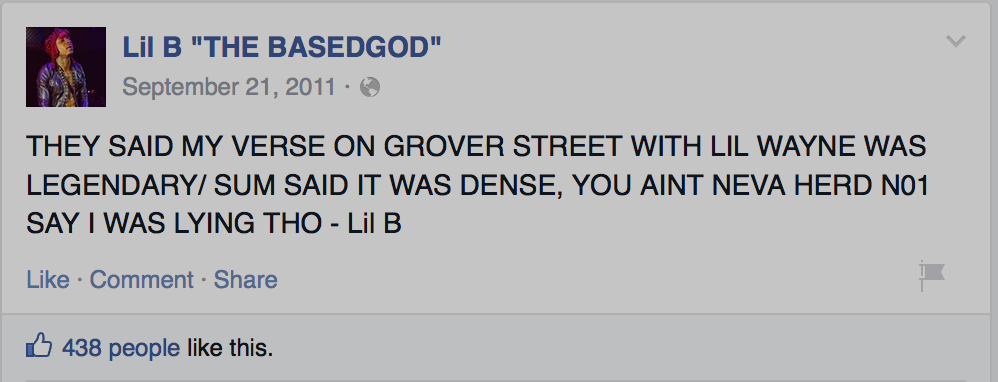 Lil B "THE BASEDGOD"
September 21, 2011 ·
THEY SAID MY VERSE ON GROVER STREET WITH LIL WAYNE WAS
LEGENDARY/ SUM SAID IT WAS DENSE, YOU AINT NEVA HERD N01
SAY I WAS LYING THO - Lil B
Like · Comment · Share
438 people like this.